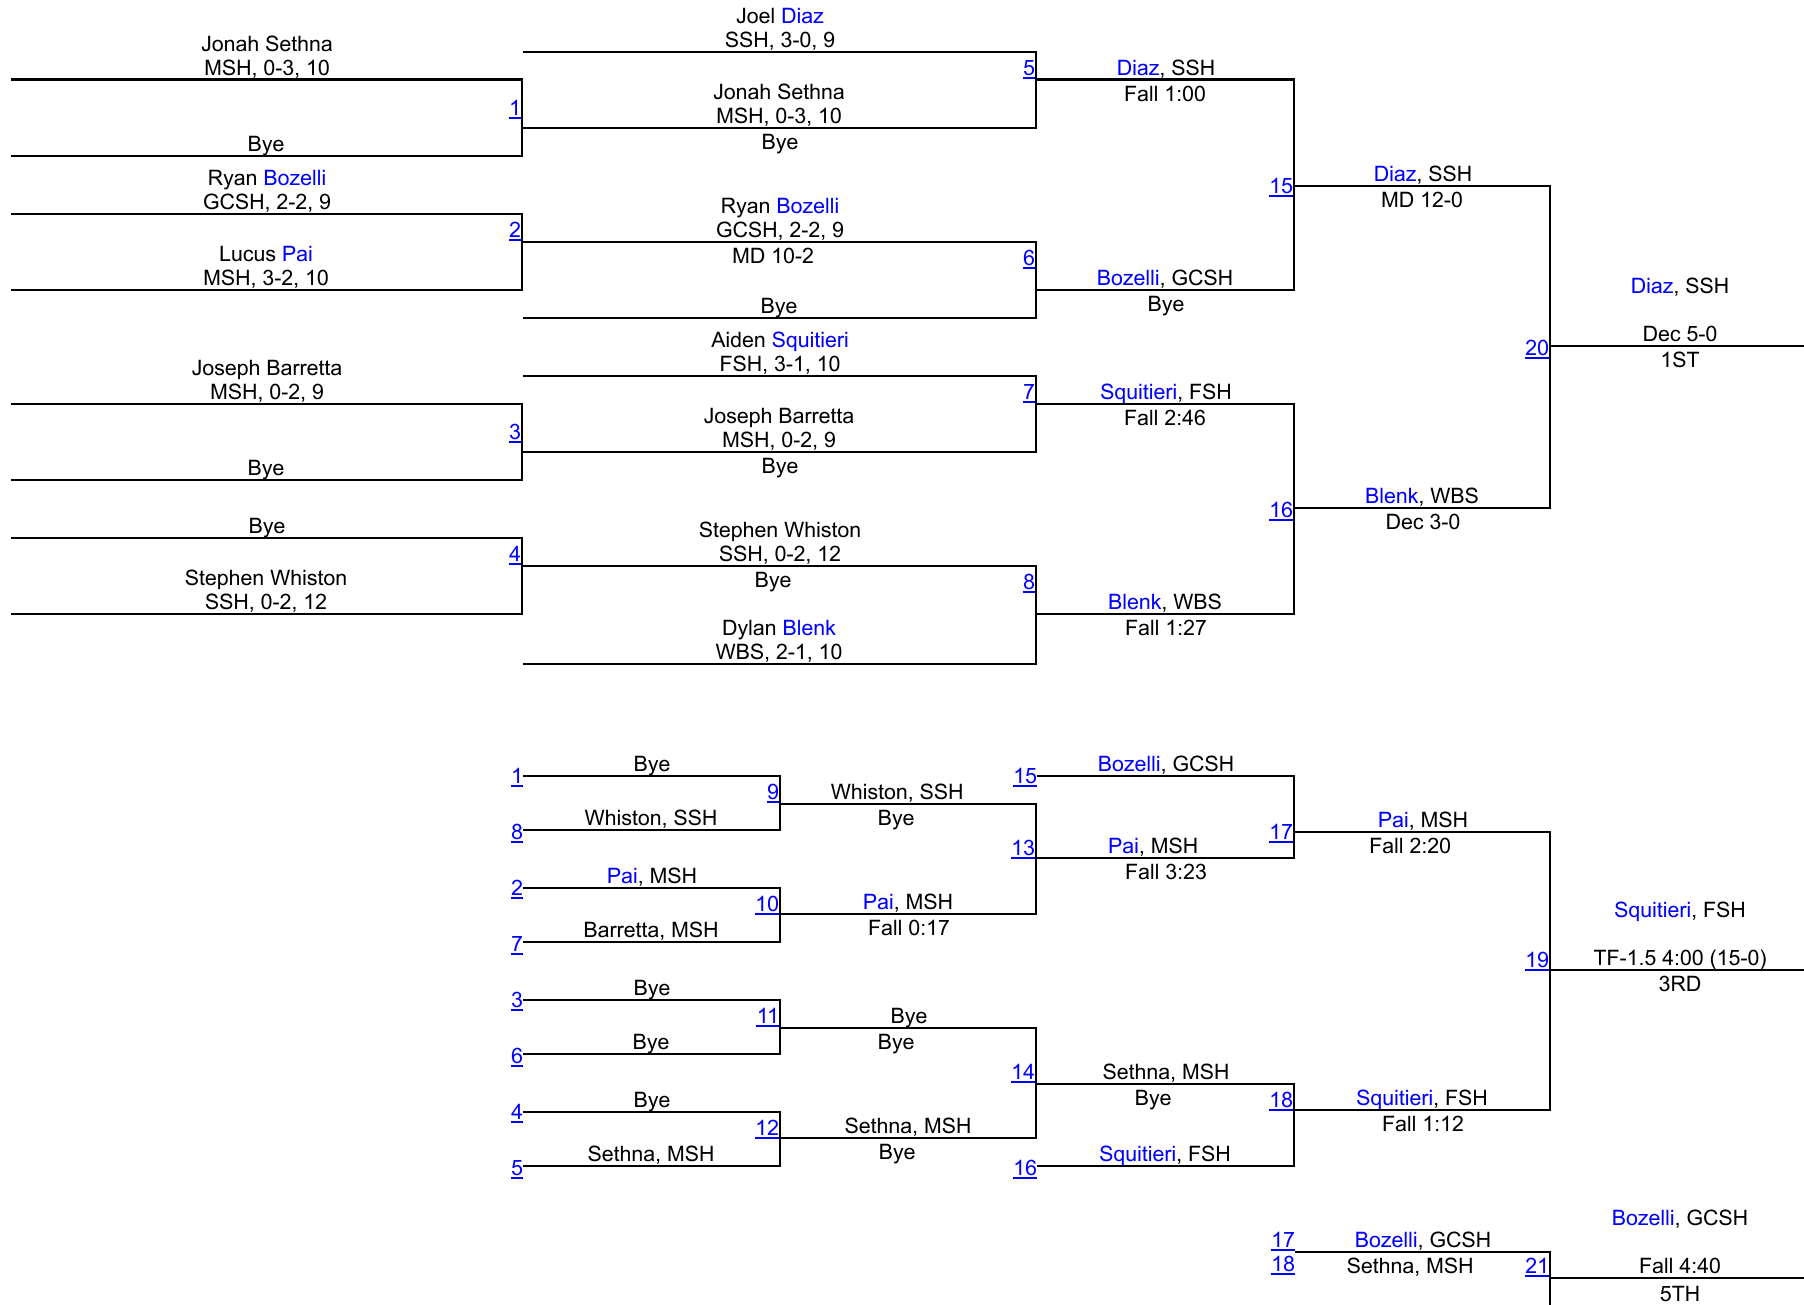 Jonah Sethna
MSH, 0-3, 10
1
Bye
Ryan Bozelli
GCSH, 2-2, 9
2
Lucus Pai
MSH, 3-2, 10
Joseph Barretta
MSH, 0-2, 9
3
Bye
Bye
4
Stephen Whiston
SSH, 0-2, 12
Joel Diaz
SSH, 3-0, 9
5
Jonah Sethna
MSH, 0-3, 10
Bye
Ryan Bozelli
GCSH, 2-2, 9
MD 10-2
6
Bye
Aiden Squitieri
FSH, 3-1, 10
7
Joseph Barretta
MSH, 0-2, 9
Bye
Stephen Whiston
SSH, 0-2, 12
Bye
8
Dylan Blenk
WBS, 2-1, 10
Diaz, SSH
Fall 1:00
15
Bozelli, GCSH
Bye
Squitieri, FSH
Fall 2:46
16
Blenk, WBS
Fall 1:27
Diaz, SSH
MD 12-0
20
Blenk, WBS
Dec 3-0
Diaz, SSH
Dec 5-0
1ST
1
Bye
9
8
Whiston, SSH
2
Pai, MSH
10
7
Barretta, MSH
3
Bye
11
6
Bye
4
Bye
12
5
Sethna, MSH
Whiston, SSH
Bye
13
Pai, MSH
Fall 0:17
Bye
Bye
14
Sethna, MSH
Bye
15
Bozelli, GCSH
17
Pai, MSH
Fall 3:23
Sethna, MSH
Bye
18
16
Squitieri, FSH
Pai, MSH
Fall 2:20
19
Squitieri, FSH
Fall 1:12
Squitieri, FSH
TF-1.5 4:00 (15-0)
3RD
17
Bozelli, GCSH
18
Sethna, MSH
21
Bozelli, GCSH
Fall 4:40
5TH